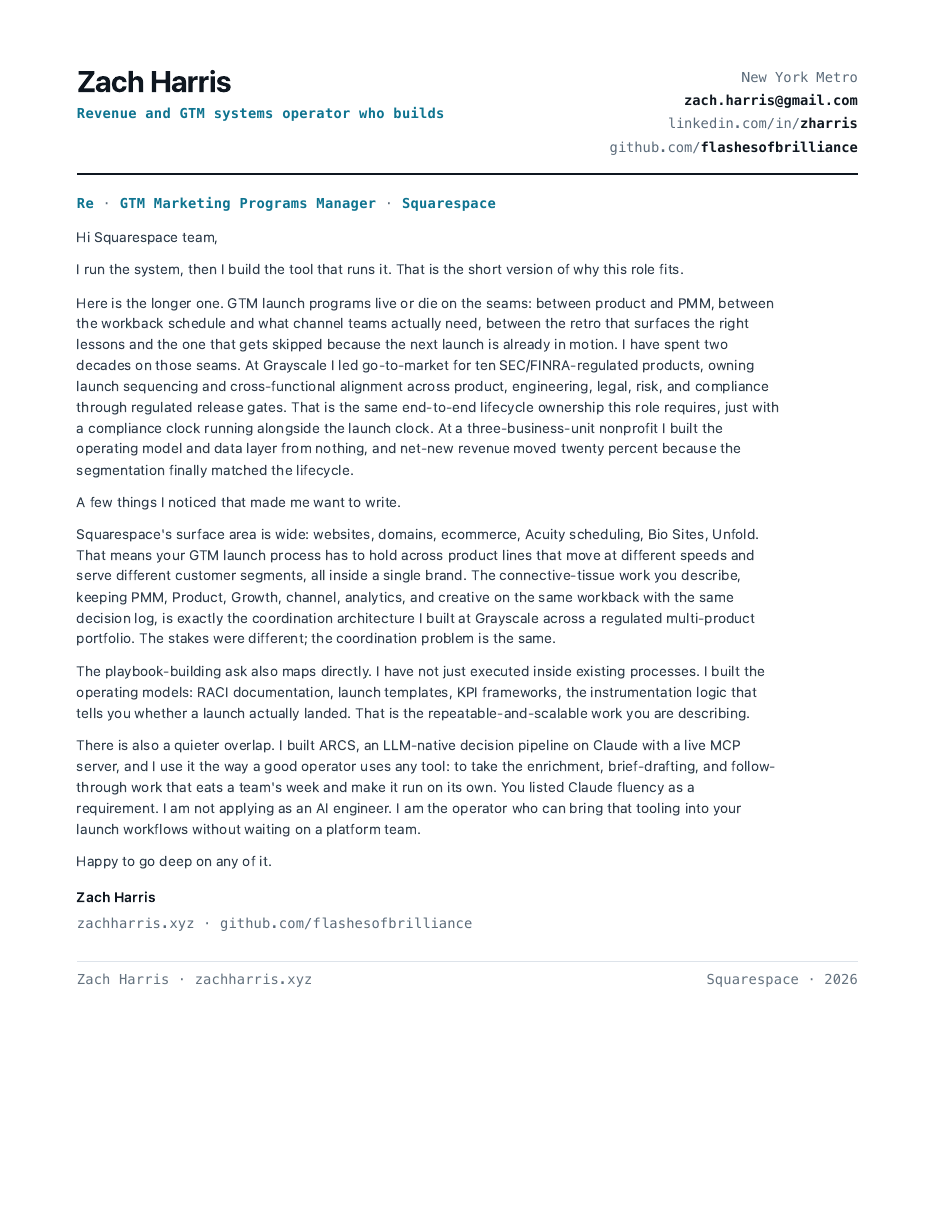 Zach Harris
Revenue and GTM systems operator who builds
New York Metro
zach.harris@gmail.com
linkedin.com/in/zharris
github.com/flashesofbrilliance
Re · GTM Marketing Programs Manager · Squarespace
Hi Squarespace team,
I run the system, then I build the tool that runs it. That is the short version of why this role fits.
Here is the longer one. GTM launch programs live or die on the seams: between product and PMM, between
the workback schedule and what channel teams actually need, between the retro that surfaces the right
lessons and the one that gets skipped because the next launch is already in motion. I have spent two
decades on those seams. At Grayscale I led go-to-market for ten SEC/FINRA-regulated products, owning
launch sequencing and cross-functional alignment across product, engineering, legal, risk, and compliance
through regulated release gates. That is the same end-to-end lifecycle ownership this role requires, just with
a compliance clock running alongside the launch clock. At a three-business-unit nonprofit I built the
operating model and data layer from nothing, and net-new revenue moved twenty percent because the
segmentation finally matched the lifecycle.
A few things I noticed that made me want to write.
Squarespace's surface area is wide: websites, domains, ecommerce, Acuity scheduling, Bio Sites, Unfold.
That means your GTM launch process has to hold across product lines that move at different speeds and
serve different customer segments, all inside a single brand. The connective-tissue work you describe,
keeping PMM, Product, Growth, channel, analytics, and creative on the same workback with the same
decision log, is exactly the coordination architecture I built at Grayscale across a regulated multi-product
portfolio. The stakes were different; the coordination problem is the same.
The playbook-building ask also maps directly. I have not just executed inside existing processes. I built the
operating models: RACI documentation, launch templates, KPI frameworks, the instrumentation logic that
tells you whether a launch actually landed. That is the repeatable-and-scalable work you are describing.
There is also a quieter overlap. I built ARCS, an LLM-native decision pipeline on Claude with a live MCP
server, and I use it the way a good operator uses any tool: to take the enrichment, brief-drafting, and follow-
through work that eats a team's week and make it run on its own. You listed Claude fluency as a
requirement. I am not applying as an AI engineer. I am the operator who can bring that tooling into your
launch workflows without waiting on a platform team.
Happy to go deep on any of it.
Zach Harris
zachharris.xyz · github.com/flashesofbrilliance
Zach Harris · zachharris.xyz
Squarespace · 2026